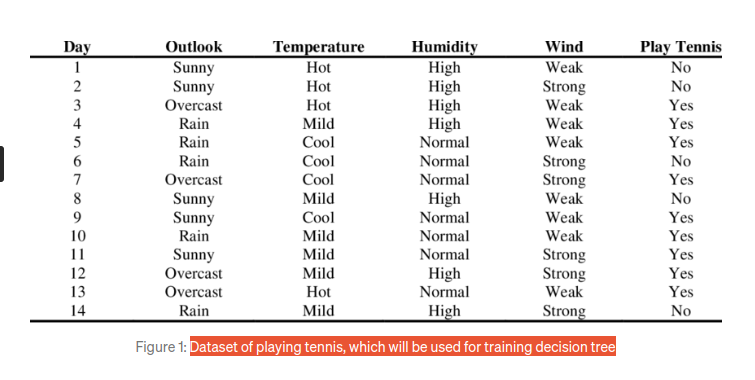 Day Outlook Temperature Humidity Wind Play Tennis
1 Sunny Hot High Weak No
2 Sunny Hot High Strong No
3 Overcast Hot High Weak Yes
4 Rain Mild High Weak Yes
5 Rain Cool Normal Weak Yes
6 Rain Cool Normal Strong No
7 Overcast Cool Normal Strong Yes
8 Sunny Mild High Weak No
9 Sunny Cool Normal Weak Yes
10 Rain Mild Normal Weak Yes
11 Sunny Mild Normal Strong Yes
12 Overcast Mild High Strong Yes
13 Overcast Hot Normal Weak Yes
14 Rain Mild High Strong No
Figure 1: Dataset of playing tennis, which will be used for training decision tree